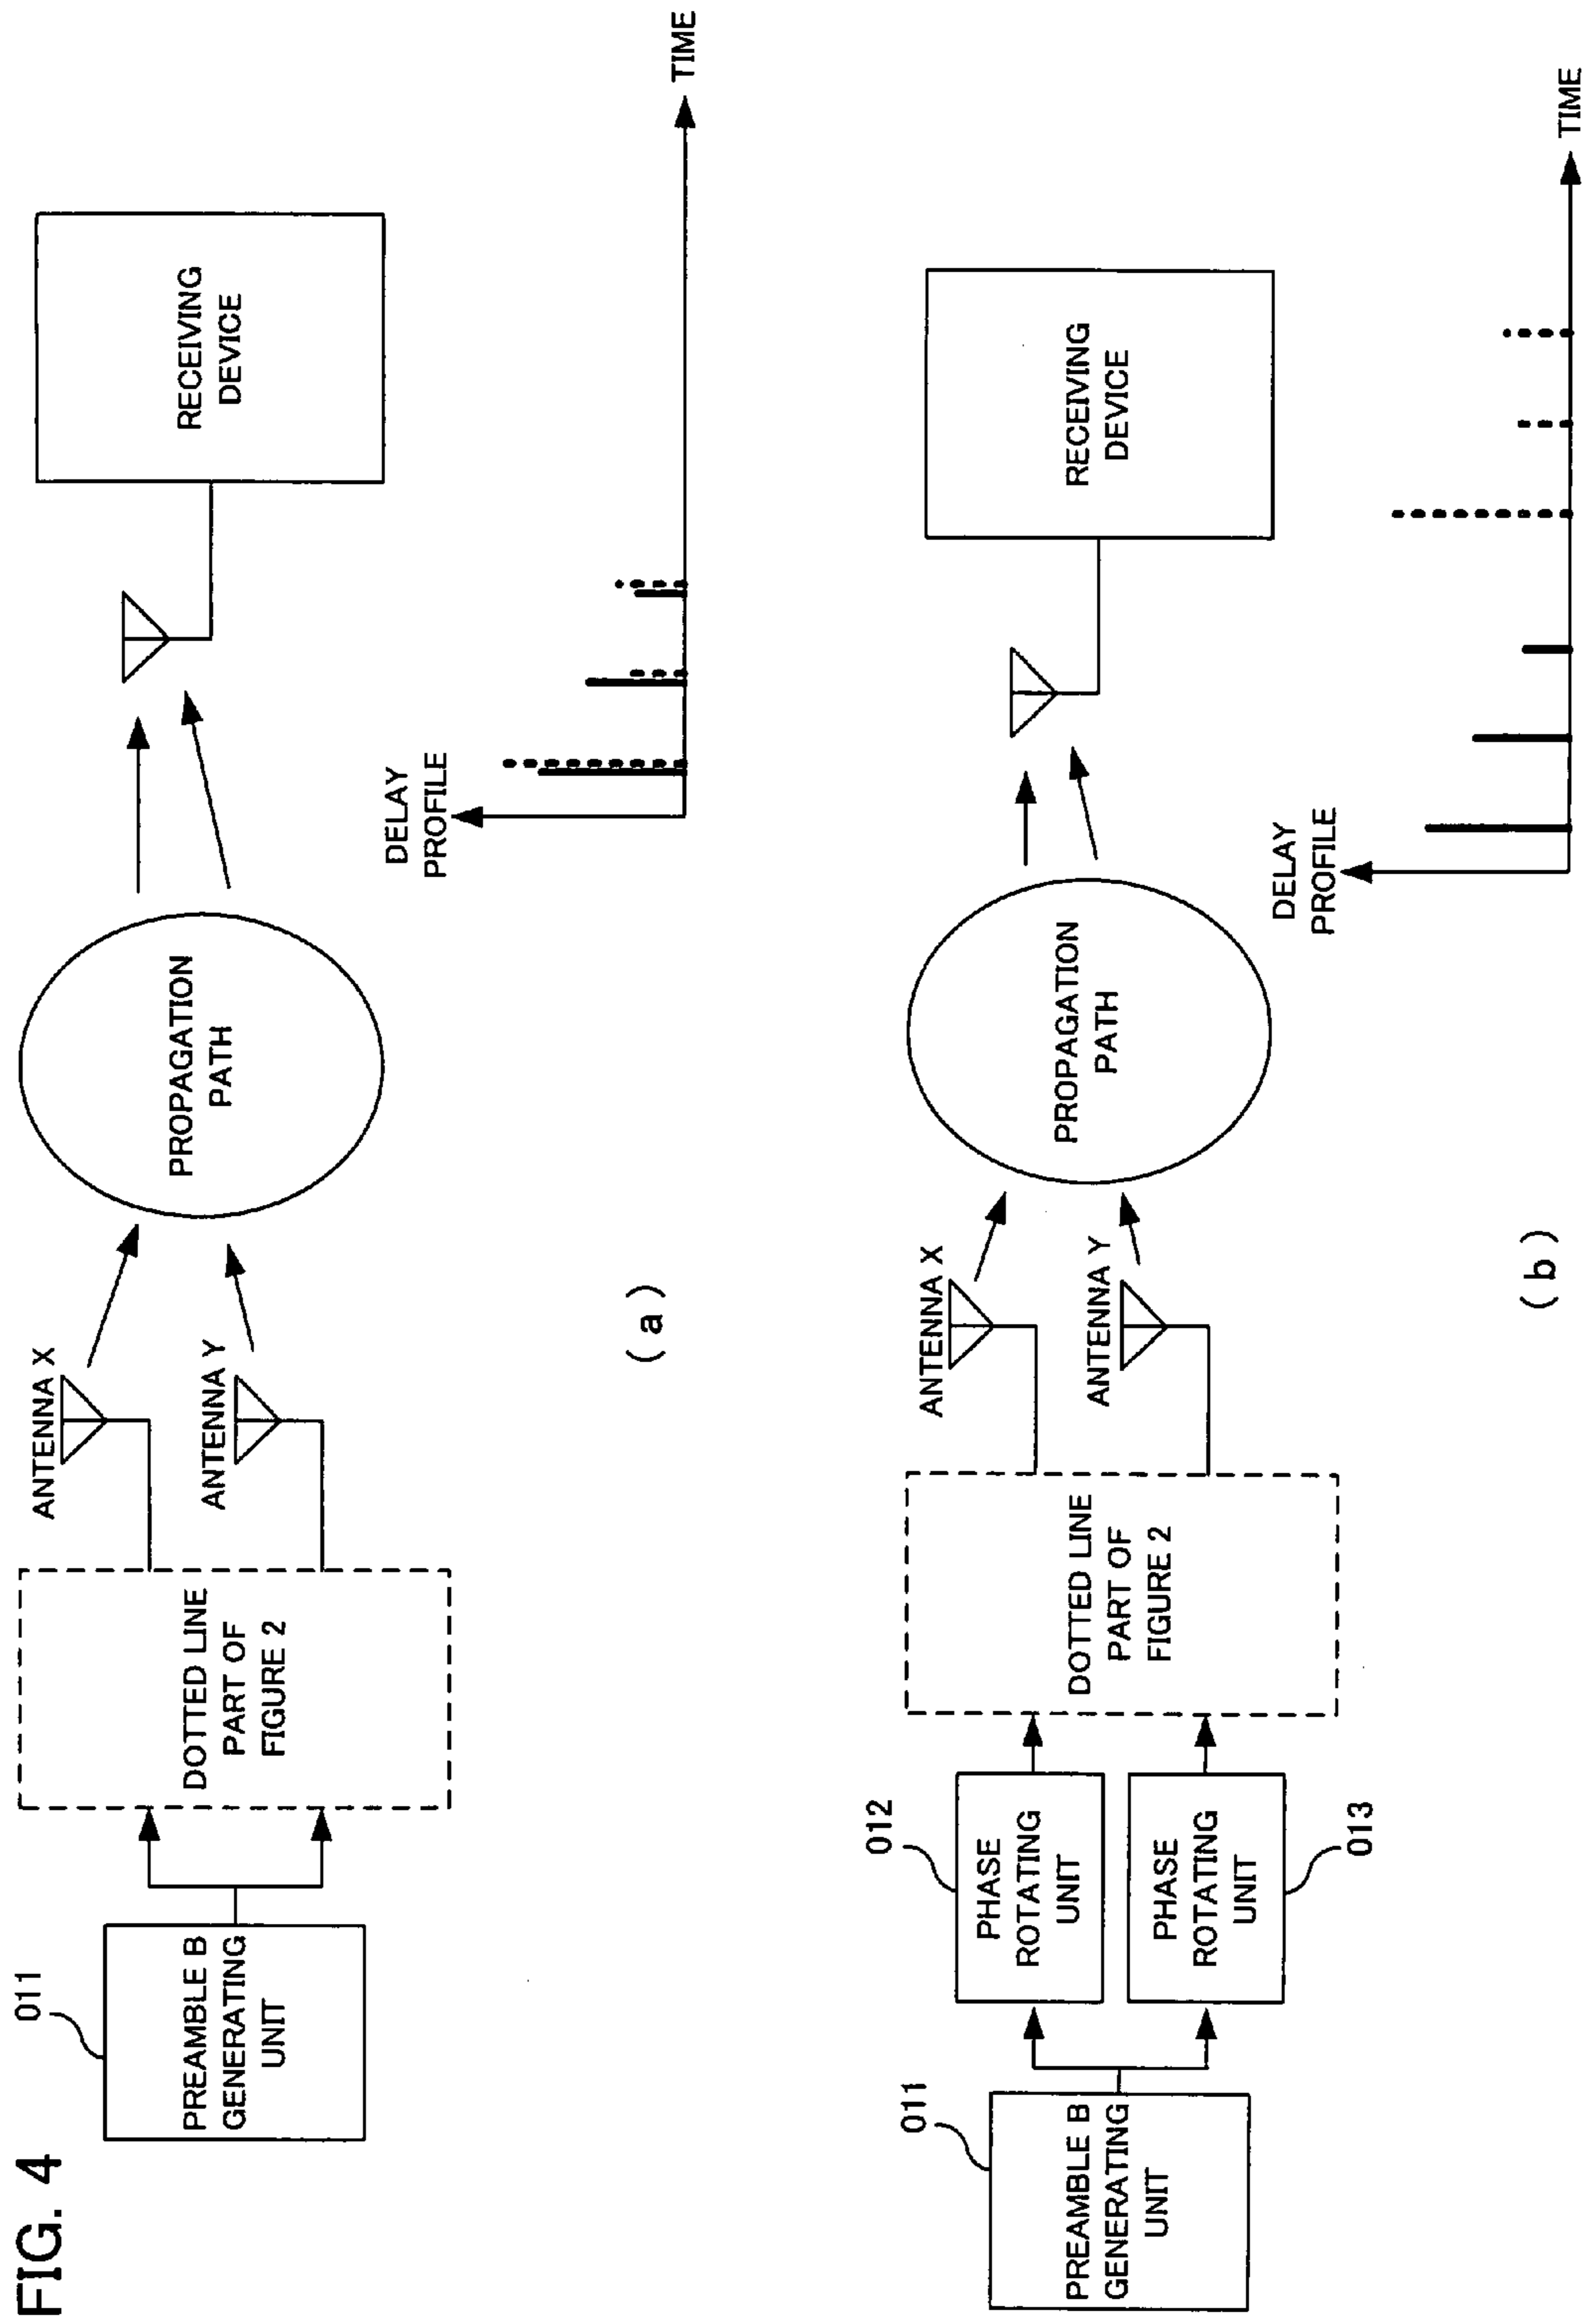 FIG. 4
011
PREAMBLE B
GENERATING
UNIT
DOTTED LINE
PART OF
FIGURE 2
ANTENNA X
ANTENNA Y
PROPAGATION
PATH
RECEIVING
DEVICE
DELAY
PROFILE
TIME
(a)
011
PREAMBLE B
GENERATING
UNIT
012
PHASE
ROTATING
UNIT
PHASE
ROTATING
UNIT
013
DOTTED LINE
PART OF
FIGURE 2
ANTENNA X
ANTENNA Y
PROPAGATION
PATH
RECEIVING
DEVICE
DELAY
PROFILE
TIME
(b)